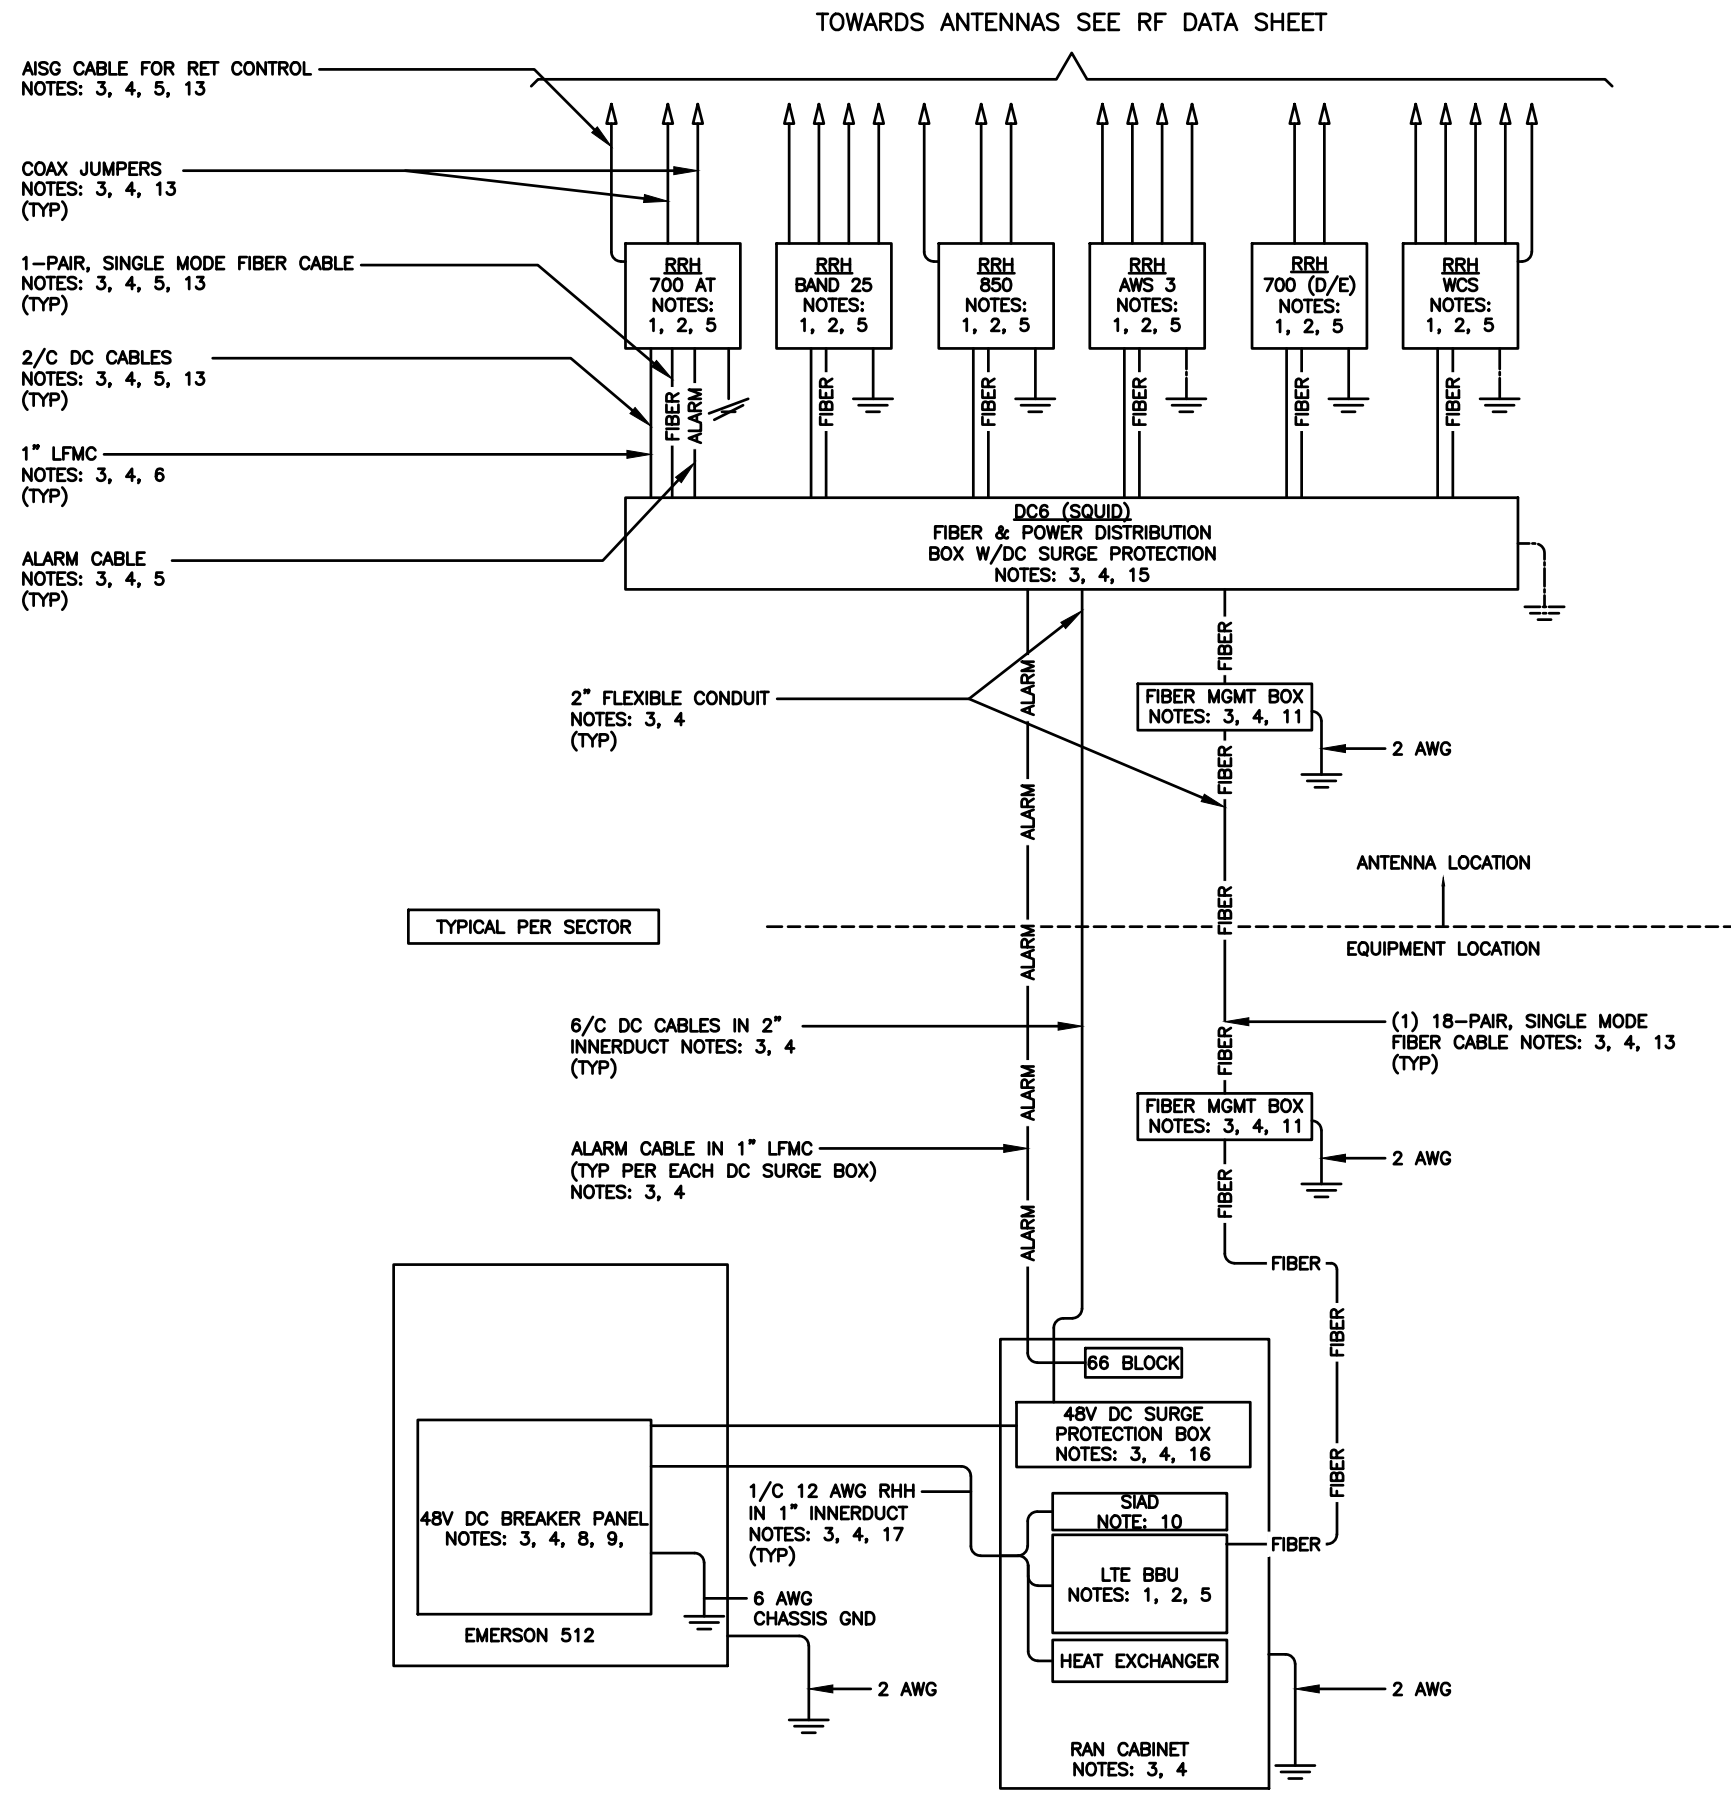 TOWARDS ANTENNAS SEE RF DATA SHEET
AISG CABLE FOR RET CONTROL
NOTES: 3, 4, 5, 13
COAX JUMPERS
NOTES: 3, 4, 13
(TYP)
1-PAIR, SINGLE MODE FIBER CABLE
NOTES: 3, 4, 5, 13
(TYP)
2/C DC CABLES
NOTES: 3, 4, 5, 13
(TYP)
1" LFMC
NOTES: 3, 4, 6
(TYP)
ALARM CABLE
NOTES: 3, 4, 5
(TYP)
RRH
700 AT
NOTES:
1, 2, 5
RRH
BAND 25
NOTES:
1, 2, 5
RRH
850
NOTES:
1, 2, 5
RRH
AWS 3
NOTES:
1, 2, 5
RRH
700 (D/E)
NOTES:
1, 2, 5
RRH
WCS
NOTES:
1, 2, 5
FIBER
ALARM
FIBER
FIBER
FIBER
FIBER
FIBER
DC6 (SQUID)
FIBER & POWER DISTRIBUTION
BOX W/DC SURGE PROTECTION
NOTES: 3, 4, 15
ALARM
FIBER
2" FLEXIBLE CONDUIT
NOTES: 3, 4
(TYP)
FIBER MGMT BOX
NOTES: 3, 4, 11
2 AWG
ALARM
FIBER
ANTENNA LOCATION
TYPICAL PER SECTOR
ALARM
FIBER
EQUIPMENT LOCATION
6/C DC CABLES IN 2"
INNERDUCT NOTES: 3, 4
(TYP)
(1) 18-PAIR, SINGLE MODE
FIBER CABLE NOTES: 3, 4, 13
(TYP)
FIBER
ALARM
FIBER MGMT BOX
NOTES: 3, 4, 11
2 AWG
ALARM CABLE IN 1" LFMC
(TYP PER EACH DC SURGE BOX)
NOTES: 3, 4
ALARM
FIBER
FIBER
FIBER
FIBER
FIBER
66 BLOCK
48V DC SURGE
PROTECTION BOX
NOTES: 3, 4, 16
1/C 12 AWG RHH
IN 1" INNERDUCT
NOTES: 3, 4, 17
(TYP)
SIAD
NOTE: 10
LTE BBU
NOTES: 1, 2, 5
HEAT EXCHANGER
48V DC BREAKER PANEL
NOTES: 3, 4, 8, 9,
6 AWG
CHASSIS GND
EMERSON 512
2 AWG
2 AWG
RAN CABINET
NOTES: 3, 4